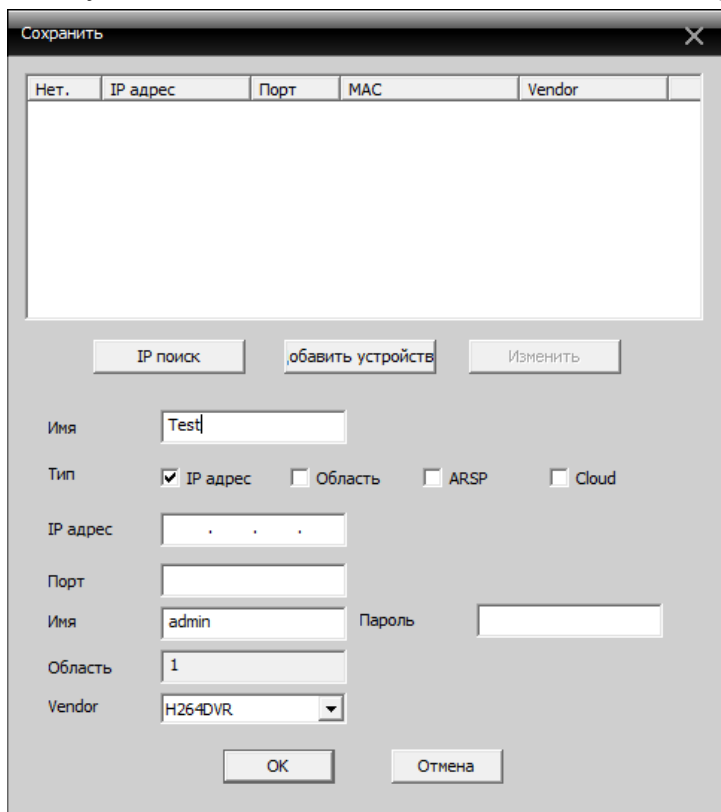 Сохранить
Нет. IP адрес Порт MAC Vendor
IP поиск ,обавить устройств Изменить
Имя Test
Тип IP адрес Область ARSP Cloud
IP адрес . . .
Порт
Имя admin Пароль
Область 1
Vendor H264DVR
OK Отмена